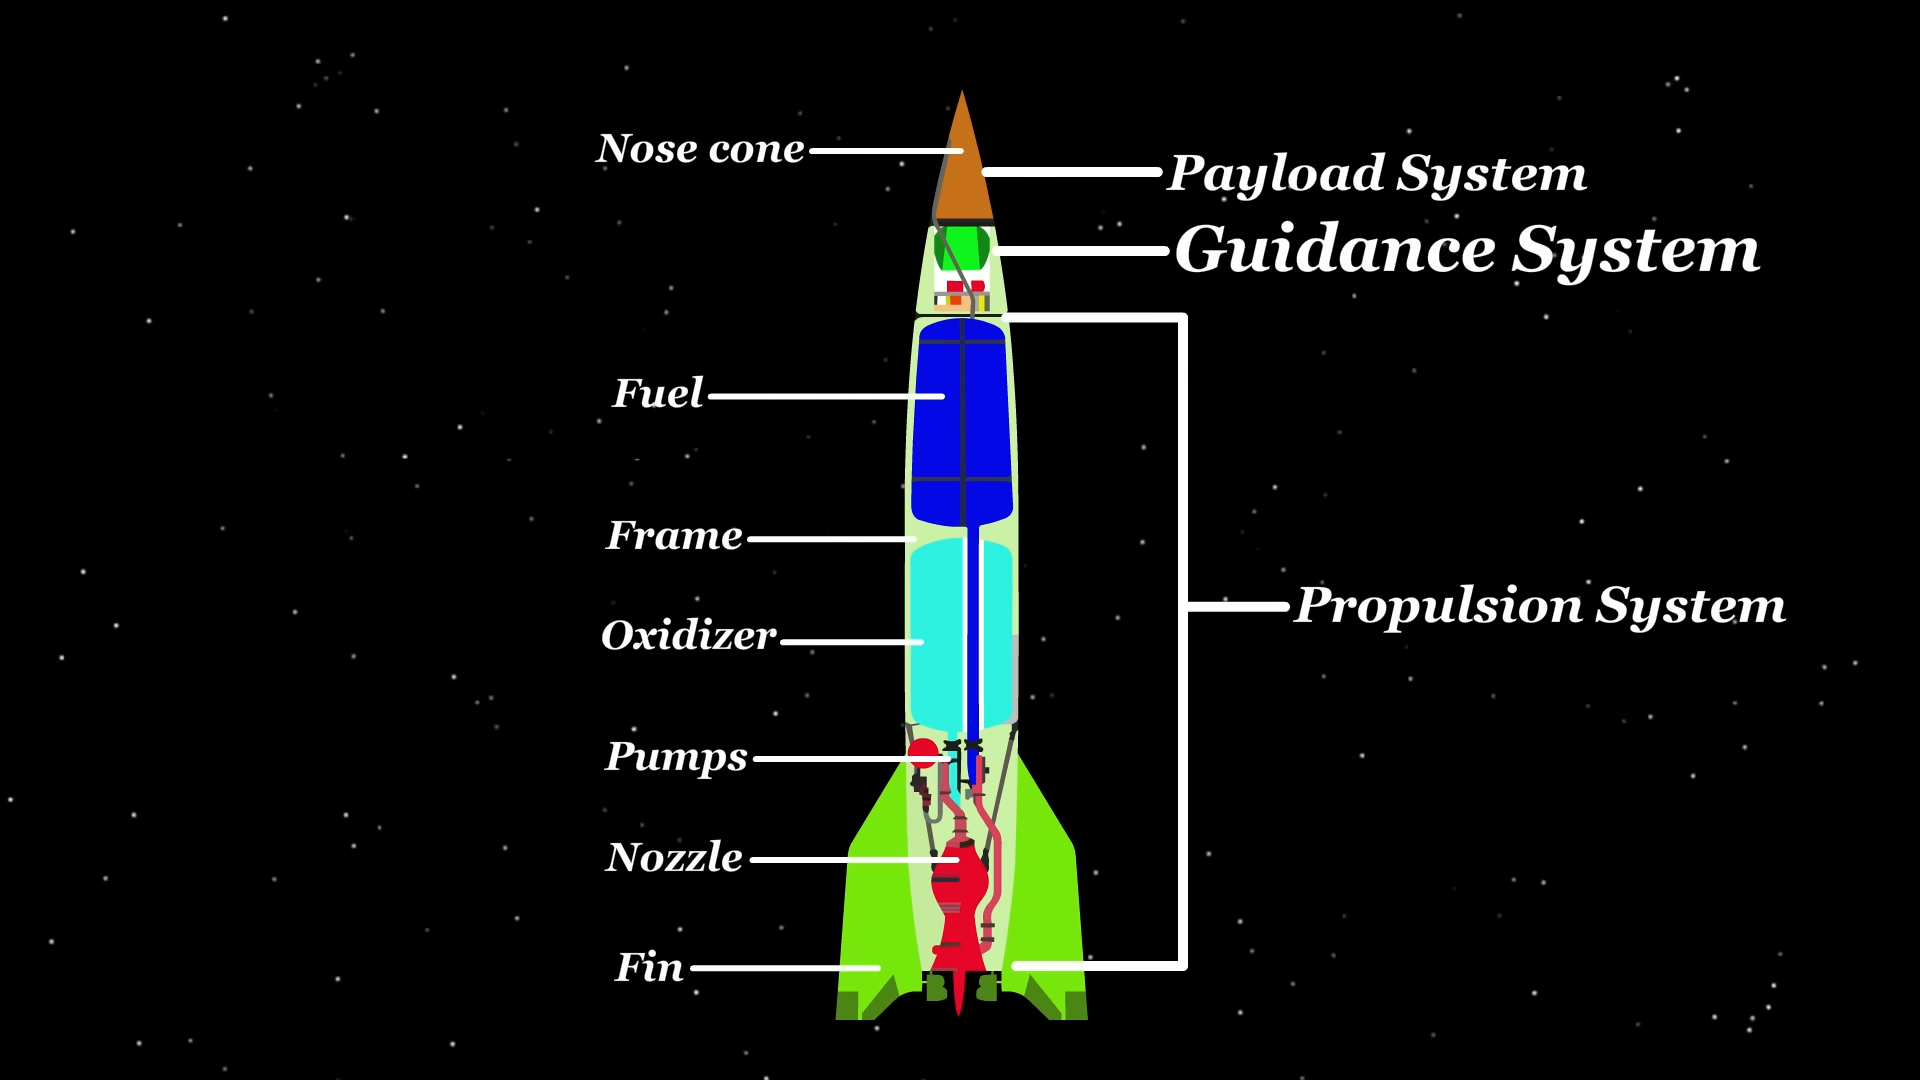 Nose cone
Payload System
Guidance System
Fuel
Frame
Propulsion System
Oxidizer
Pumps
Nozzle
Fin